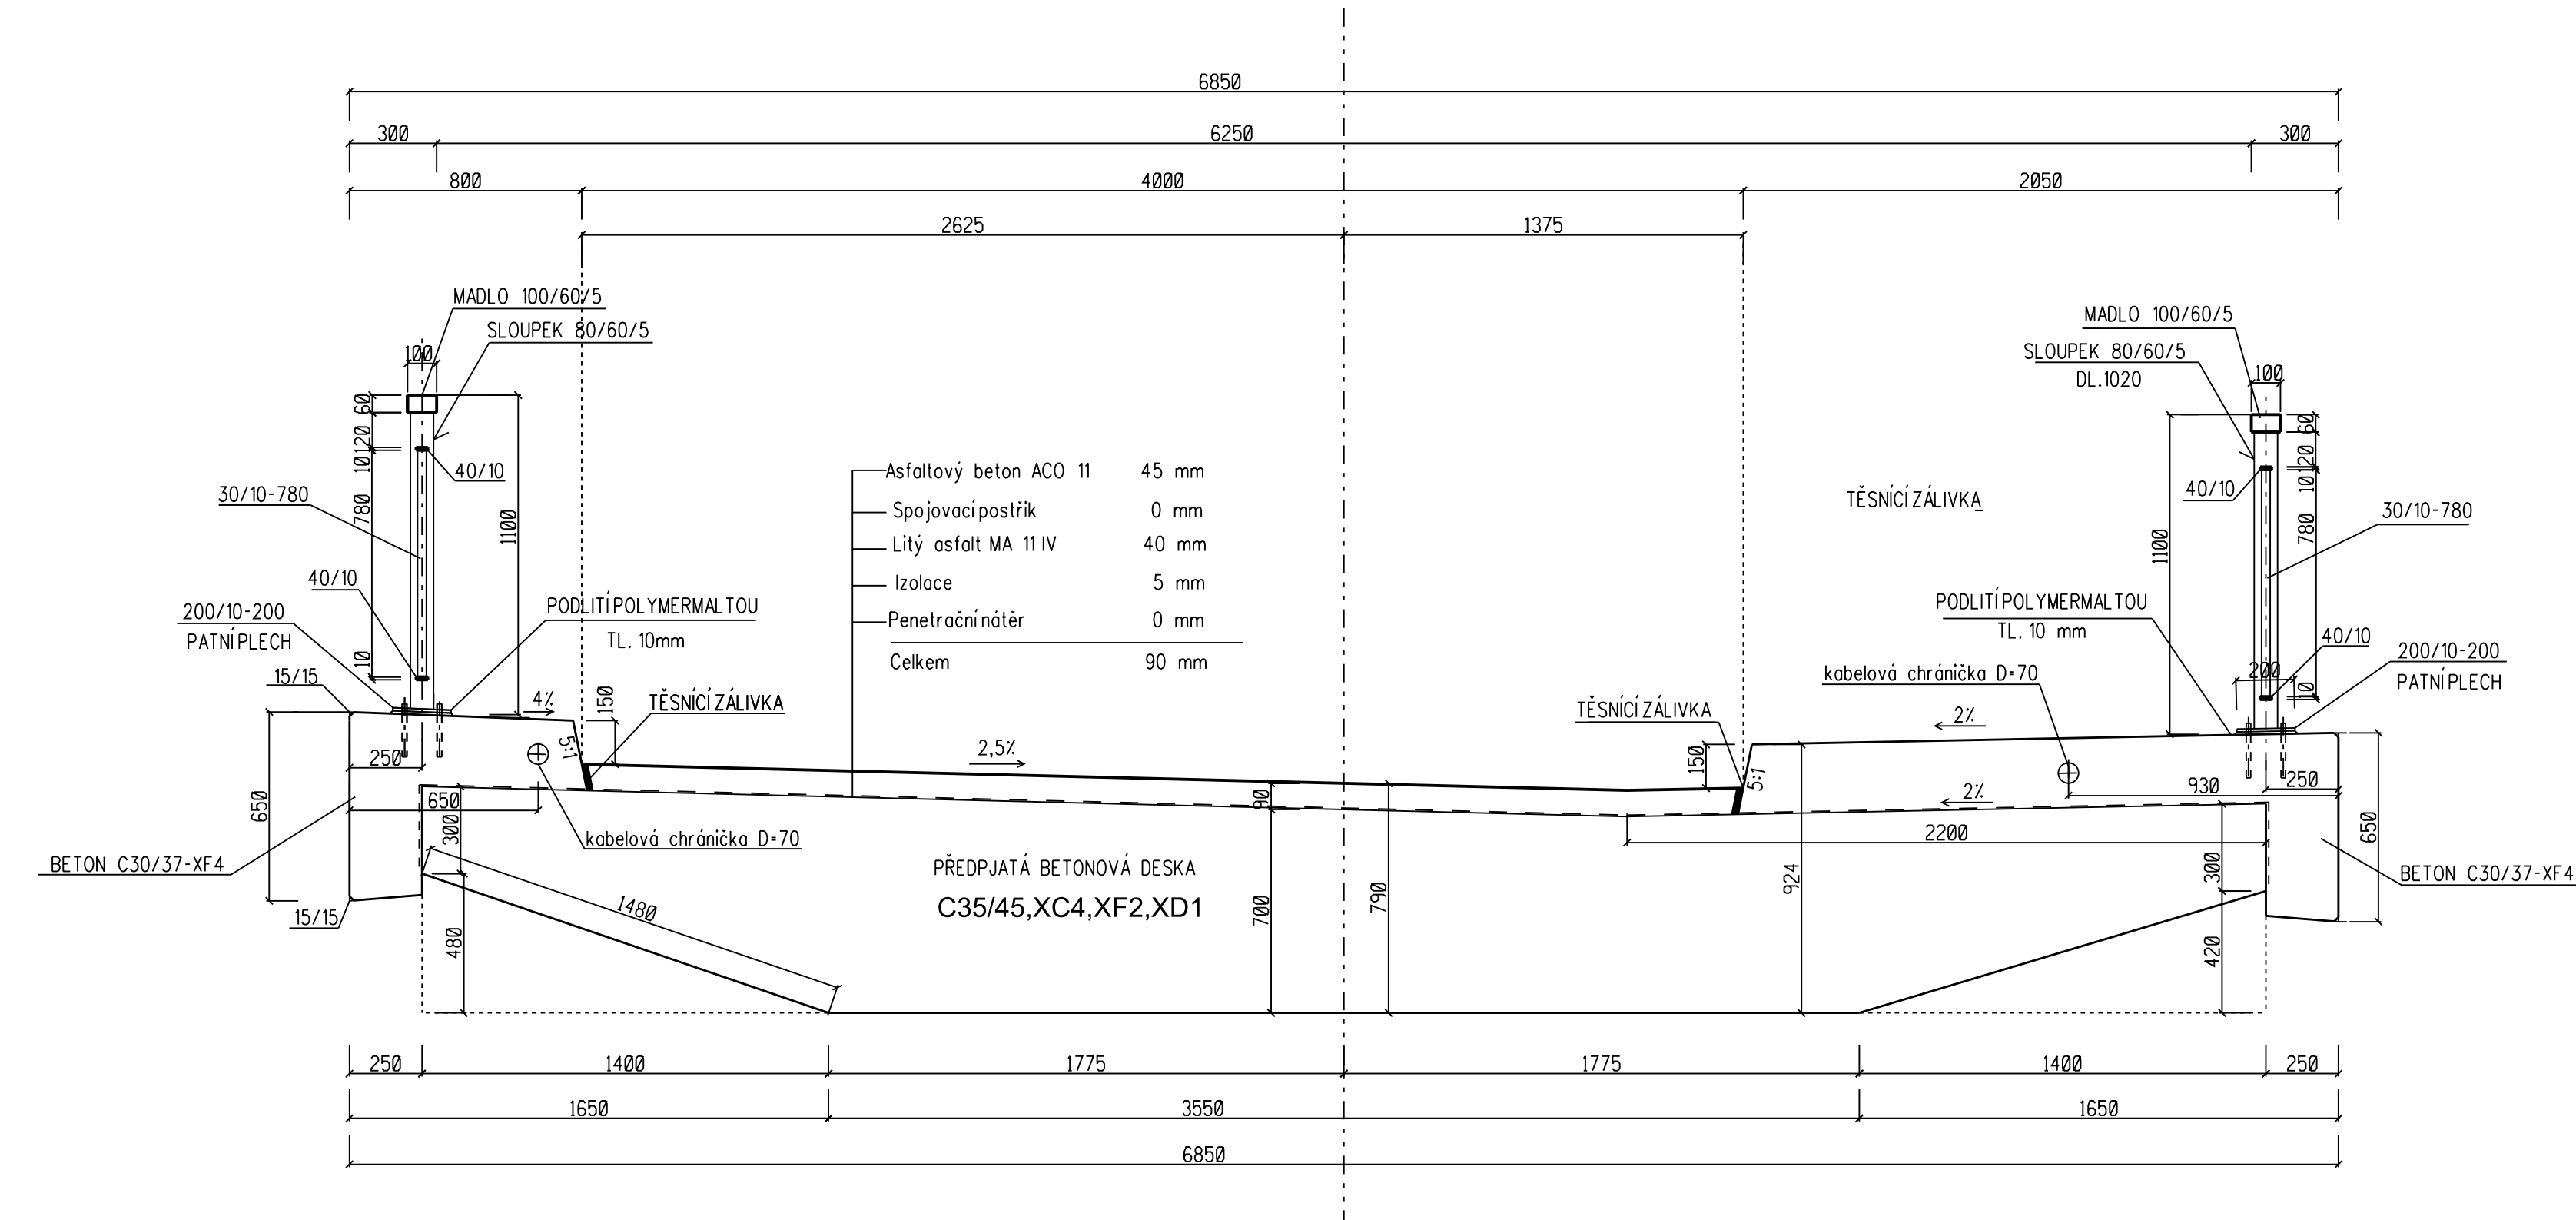 6850
300
6250
300
800
4000
2050
2625
1375
MADLO 100/60/5
SLOUPEK 80/60/5
100
60
120
10
40/10
30/10-780
780
1100
40/10
200/10-200
PATNÍ PLECH
10
15/15
PODLITÍ POLYMERMALTOU
TL. 10mm
4%
150
TĚSNÍCÍ ZÁLIVKA
5:1
250
650
650
300
kabelová chránička D=70
BETON C30/37-XF4
15/15
480
1480
Asfaltový beton ACO 11 45 mm
Spojovací postřik 0 mm
Litý asfalt MA 11 IV 40 mm
Izolace 5 mm
Penetrační nátěr 0 mm
Celkem 90 mm
2,5%
90
PŘEDPJATÁ BETONOVÁ DESKA
C35/45,XC4,XF2,XD1
700
790
MADLO 100/60/5
SLOUPEK 80/60/5
DL.1020
100
60
120
40/10
10
TĚSNÍCÍ ZÁLIVKA
30/10-780
780
1100
PODLITÍ POLYMERMALTOU
TL. 10 mm
40/10
200/10-200
PATNÍ PLECH
200
10
kabelová chránička D=70
TĚSNÍCÍ ZÁLIVKA
2%
150
5:1
930
250
2%
2200
650
924
300
BETON C30/37-XF4
420
250
1400
1775
1775
1400
250
1650
3550
1650
6850